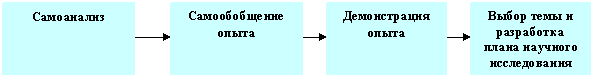 Самоанализ
Самообобщение
опыта
Демонстрация
опыта
Выбор темы и
разработка
плана научного
исследования